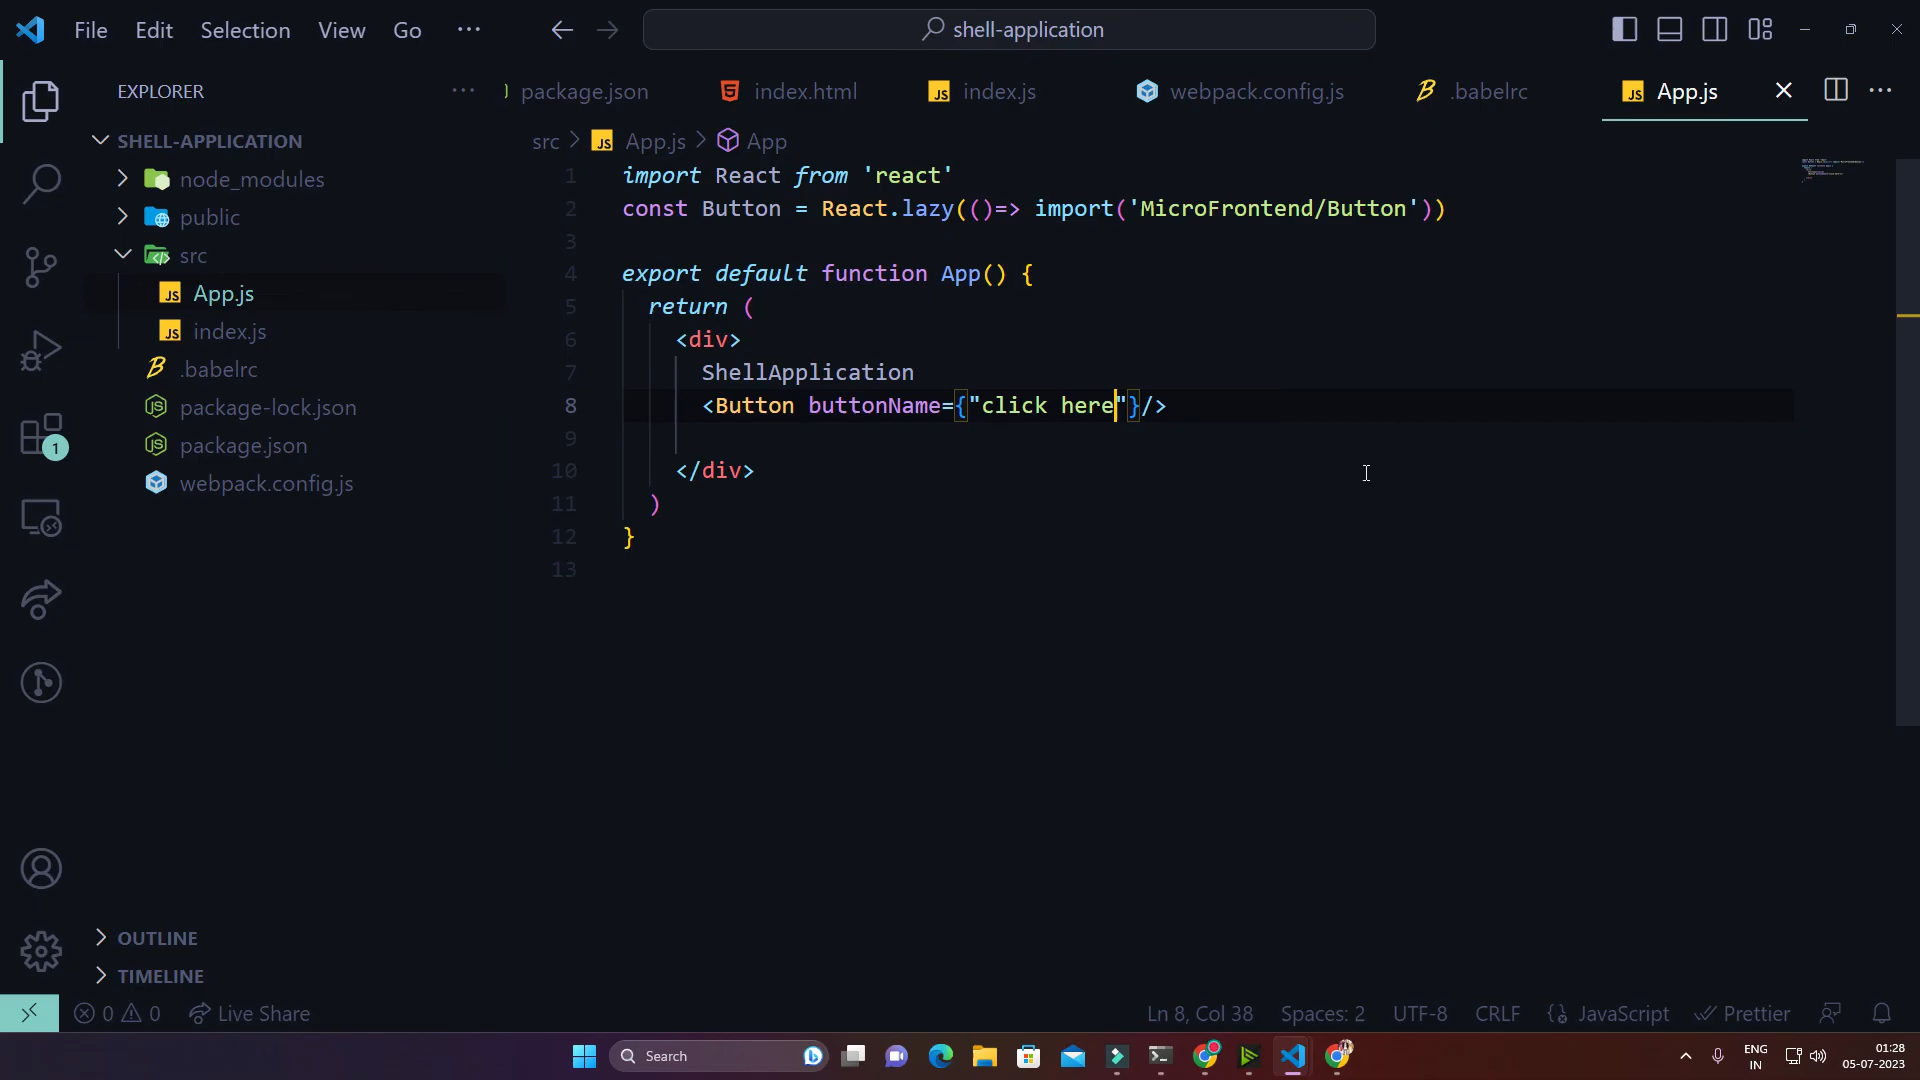 File Edit Selection View Go
shell-application
EXPLORER
package.json index.html index.js webpack.config.js .babelrc App.js
SHELL-APPLICATION
node_modules
public
src
App.js
index.js
.babelrc
package-lock.json
package.json
webpack.config.js
src > App.js > App
1 import React from 'react'
2 const Button = React.lazy(()=> import('MicroFrontend/Button'))
3
4 export default function App() {
5 return (
6 <div>
7 ShellApplication
8 <Button buttonName={"click here"}/>
9
10 </div>
11 )
12 }
13
1
OUTLINE
TIMELINE
0 0 Live Share
Ln 8, Col 38 Spaces: 2 UTF-8 CRLF JavaScript Prettier
Search
ENG
IN
01:28
05-07-2023